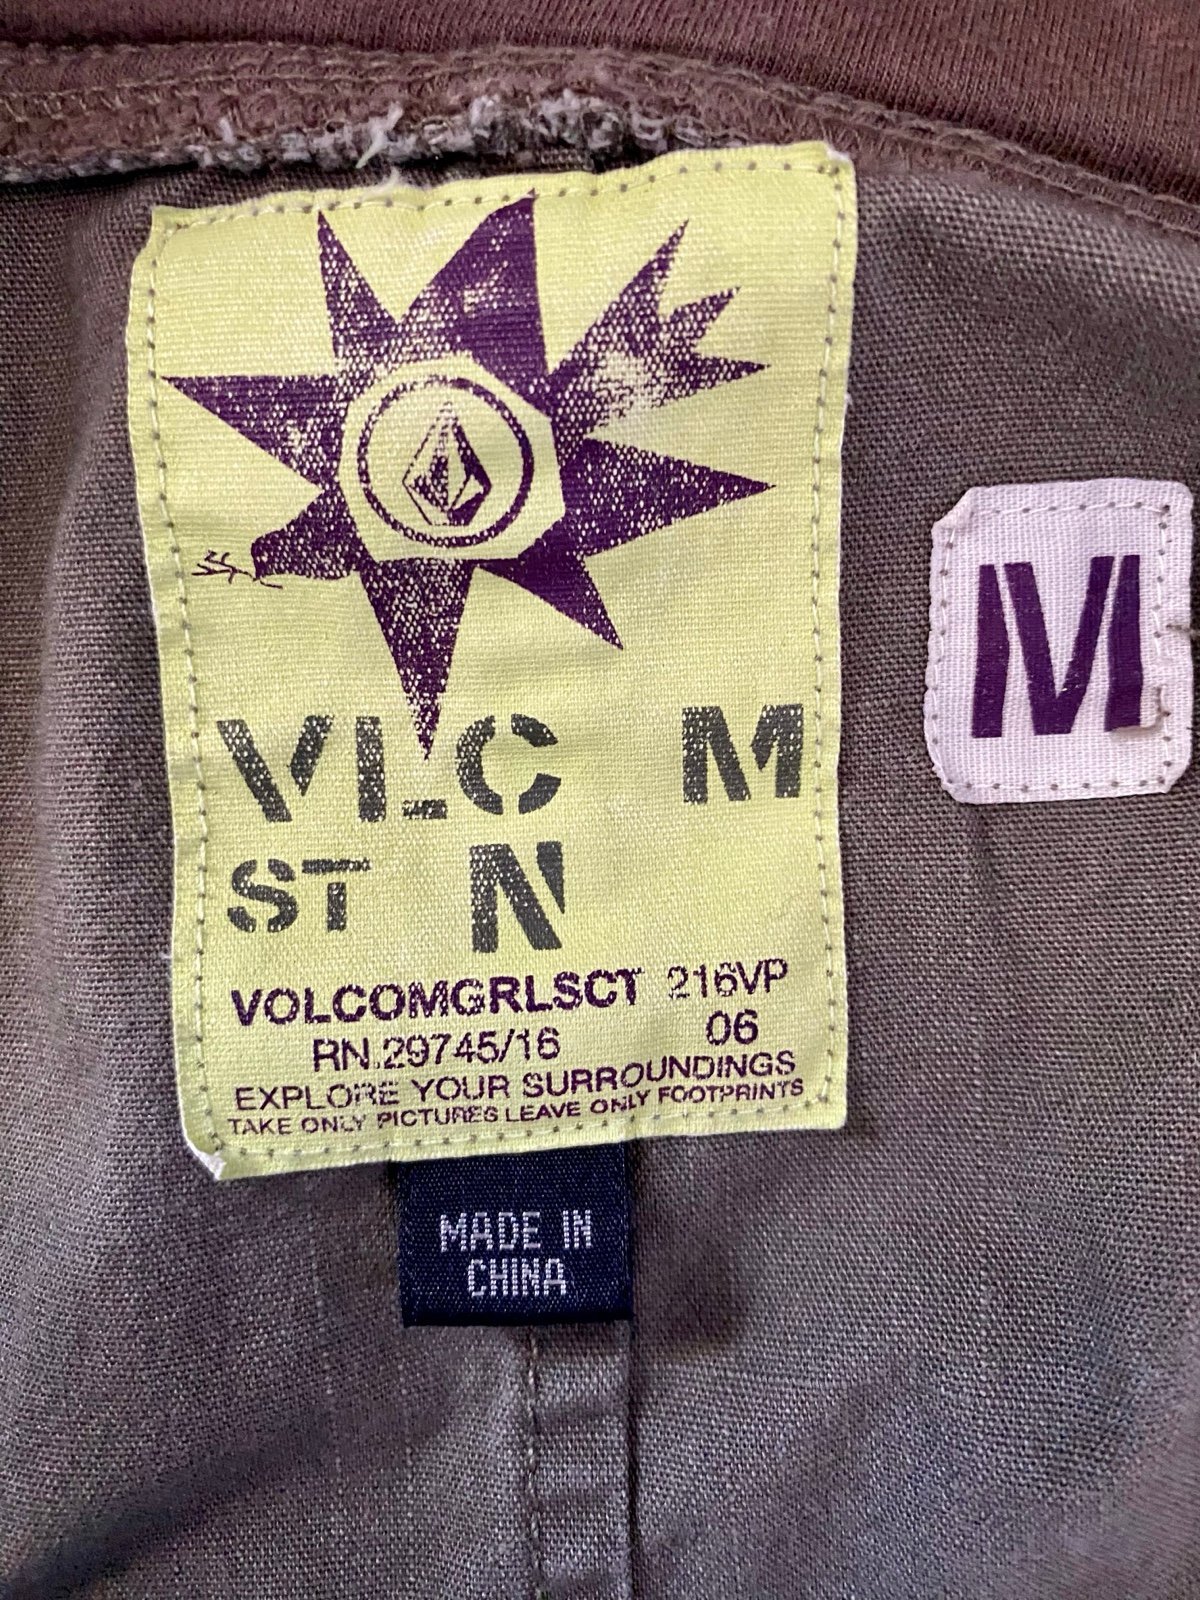 VLC M
M
ST N
VOLCOMGRLSCT 216VP
RN.29745/16 06
EXPLORE YOUR SURROUNDINGS
TAKE ONLY PICTURES LEAVE ONLY FOOTPRINTS
MADE IN
CHINA